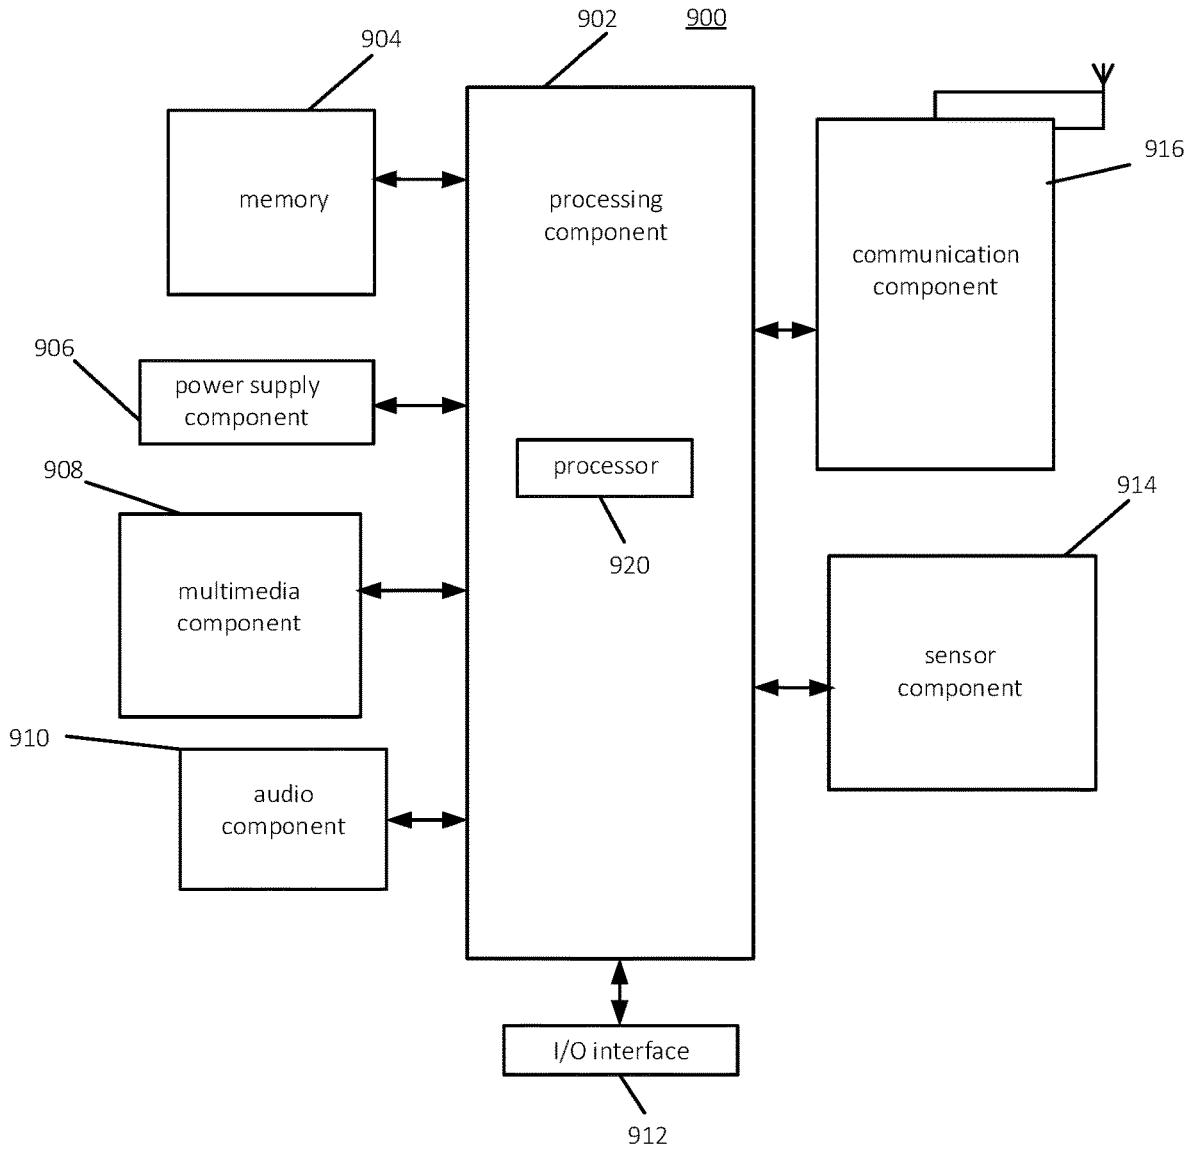 902
900
904
916
memory
processing
component
communication
component
906
power supply
component
908
processor
914
920
multimedia
component
sensor
component
910
audio
component
I/O interface
912